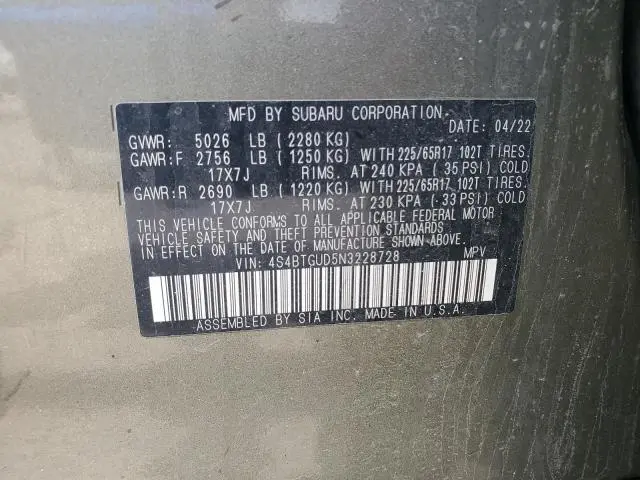 MFD BY SUBARU CORPORATION.
DATE: 04/22
GVWR: 5026 LB (2280 KG)
GAWR:F 2756 LB (1250 KG) WITH 225/65R17 102T TIRES.
17X7J RIMS. AT 240 KPA ( 35 PSI) COLD
GAWR:R 2690 LB (1220 KG) WITH 225/65R17 102T TIRES.
17X7J RIMS. AT 230 KPA ( 33 PSI) COLD
THIS VEHICLE CONFORMS TO ALL APPLICABLE FEDERAL MOTOR
VEHICLE SAFETY AND THEFT PREVENTION STANDARDS
IN EFFECT ON THE DATE OF MANUFACTURE SHOWN ABOVE.
VIN: 4S4BTGUD5N3228728 MPV
ASSEMBLED BY SIA INC. MADE IN U.S.A.